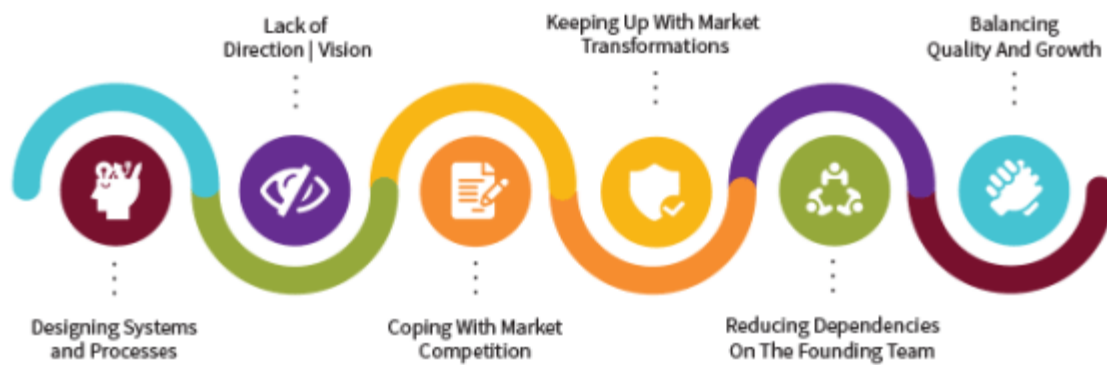 Lack of
Direction | Vision
Keeping Up With Market
Transformations
Balancing
Quality And Growth
Designing Systems
and Processes
Coping With Market
Competition
Reducing Dependencies
On The Founding Team